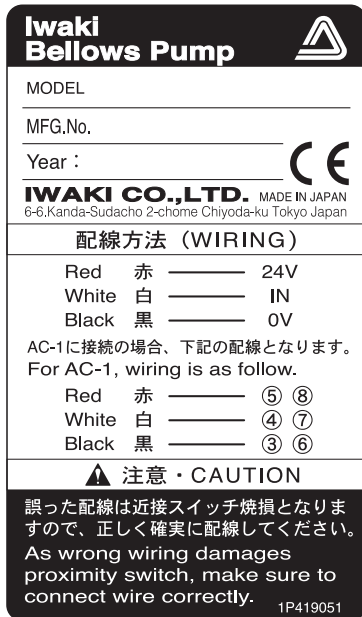 Iwaki
Bellows Pump
MODEL
MFG.No.
Year :
CE
IWAKI CO.,LTD. MADE IN JAPAN
6-6.Kanda-Sudacho 2-chome Chiyoda-ku Tokyo Japan
配線方法 (WIRING)
Red 赤 24V
White 白 IN
Black 黒 0V
AC-1に接続の場合、下記の配線となります。
For AC-1, wiring is as follow.
Red 赤 ⑤ ⑧
White 白 ④ ⑦
Black 黒 ③ ⑥
注意・CAUTION
誤った配線は近接スイッチ焼損となりま
すので、正しく確実に配線してください。
As wrong wiring damages
proximity switch, make sure to
connect wire correctly.
1P419051